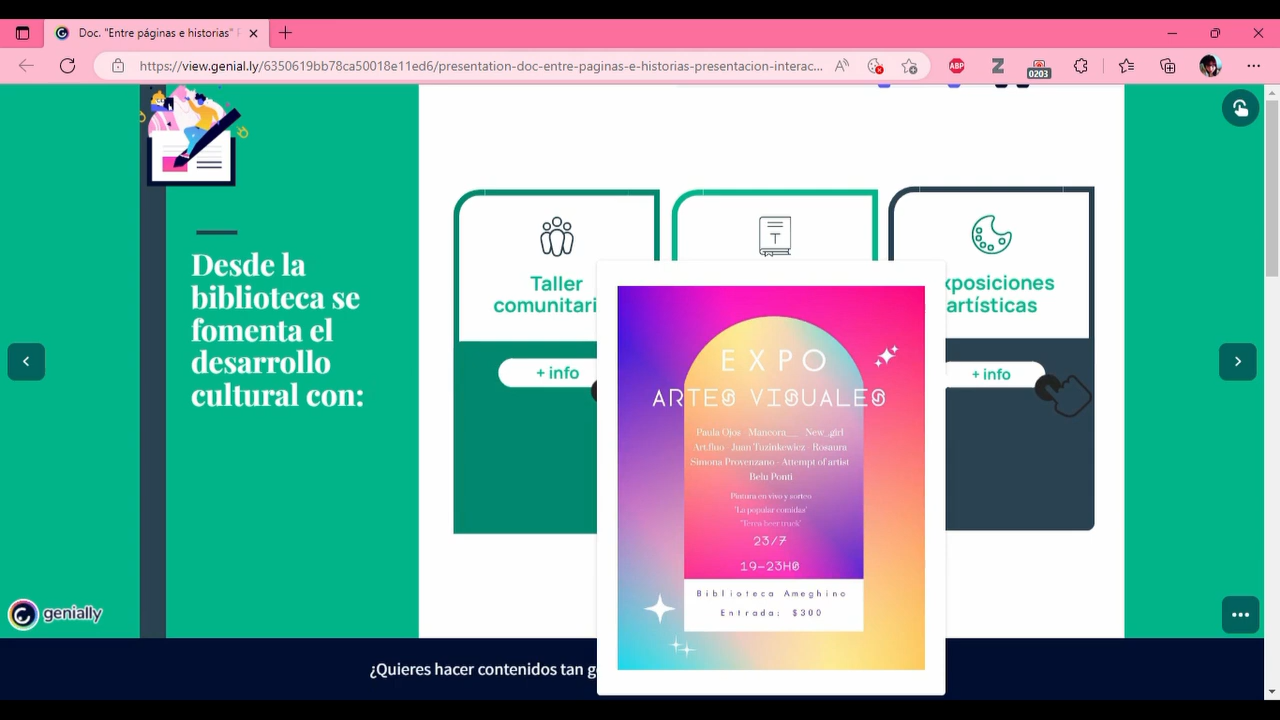 Doc. "Entre páginas e historias"
https://view.genial.ly/6350619bb78ca50018e11ed6/presentation-doc-entre-paginas-e-historias-presentacion-interac...
ABP
0203
Desde la
biblioteca se
fomenta el
desarrollo
cultural con:
Taller
comunitari
+ info
T
xposiciones
artísticas
+ info
EXPO
ARTES VISUALES
Paula Ojos - Mancora__ - New_girl
Art.fluo - Juan Tuzinkewicz - Rosaura
Simona Provenzano - Attempt of artist
Belu Ponti
Pintura en vivo y sorteo
"La popular comidas"
"Terca beer truck"
23/7
19-23H0
Biblioteca Ameghino
Entrada: $300
genially
¿Quieres hacer contenidos tan g